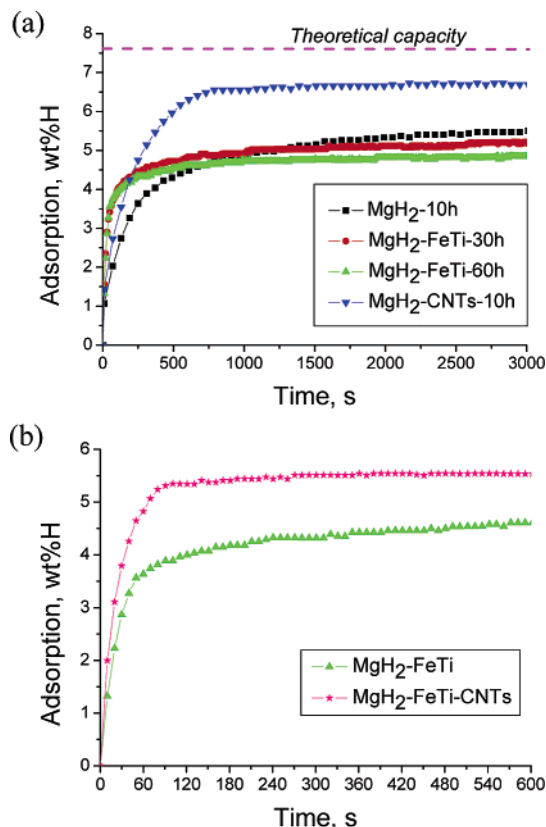 (a)
Theoretical capacity
8
7
6
5
4
3
2
1
0
Adsorption, wt%H
MgH2-10h
MgH2-FeTi-30h
MgH2-FeTi-60h
MgH2-CNTs-10h
0 500 1000 1500 2000 2500 3000
Time, s
(b)
6
5
4
3
2
1
0
Adsorption, wt%H
MgH2-FeTi
MgH2-FeTi-CNTs
0 60 120 180 240 300 360 420 480 540 600
Time, s